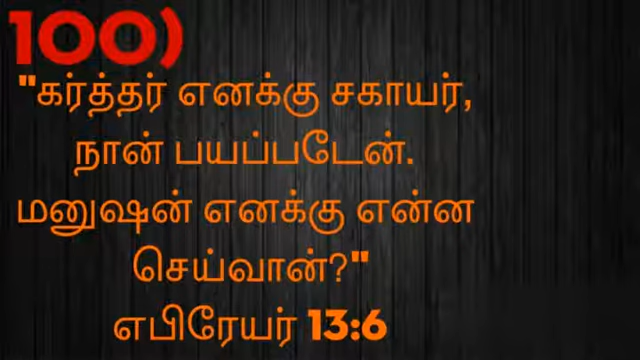 100)
"கர்த்தர் எனக்கு சகாயர்,
நான் பயப்படேன்.
மனுஷன் எனக்கு என்ன
செய்வான்?"
எபிரேயர் 13:6